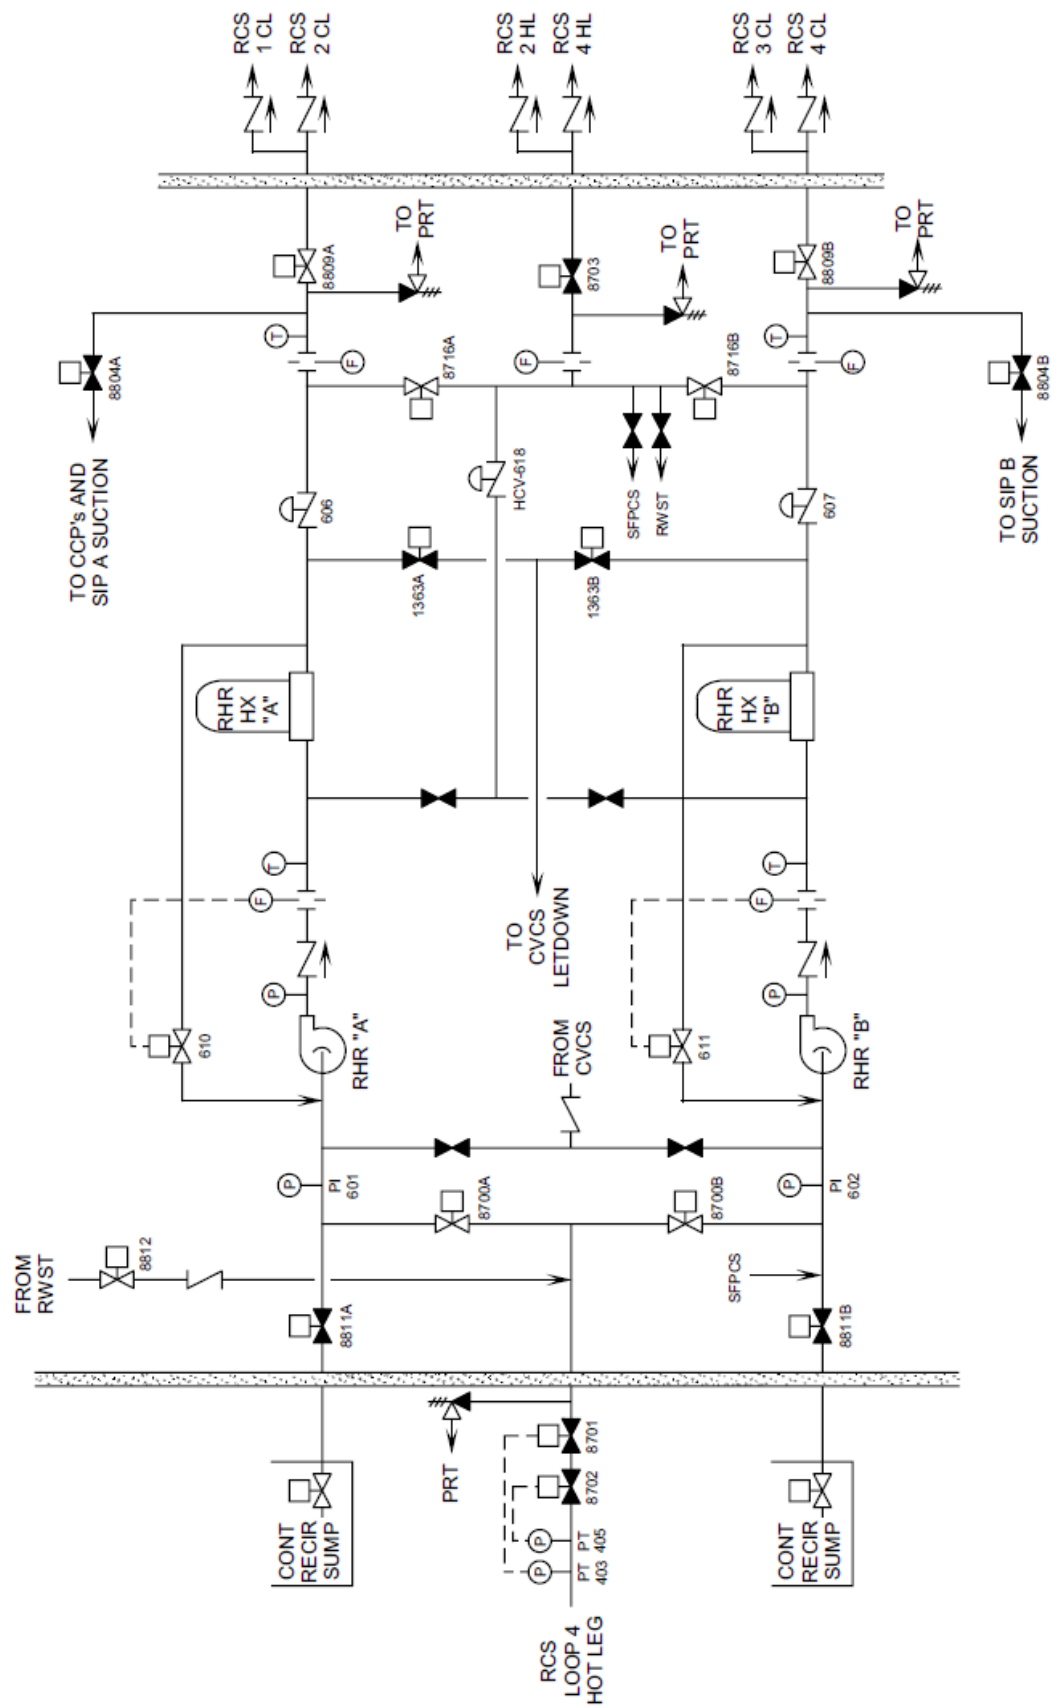 RCS
1 CL
RCS
2 CL
RCS
2 HL
RCS
4 HL
RCS
3 CL
RCS
4 CL
8809A
TO
PRT
8703
TO
PRT
8809B
TO
PRT
T
F
F
T
F
8804A
8716A
8716B
8804B
TO CCP's AND
SIP A SUCTION
606
HCV-618
SFPCS
RWST
607
TO SIP B
SUCTION
1363A
1363B
RHR
HX
"A"
RHR
HX
"B"
T
F
P
TO
CVCS
LETDOWN
T
F
P
610
RHR "A"
FROM
CVCS
611
RHR "B"
P
PI
601
8700A
8700B
P
PI
602
FROM
RWST
8812
SFPCS
8811A
8811B
PRT
8701
8702
CONT
RECIR
SUMP
P
PT
405
P
PT
403
CONT
RECIR
SUMP
RCS
LOOP 4
HOT LEG